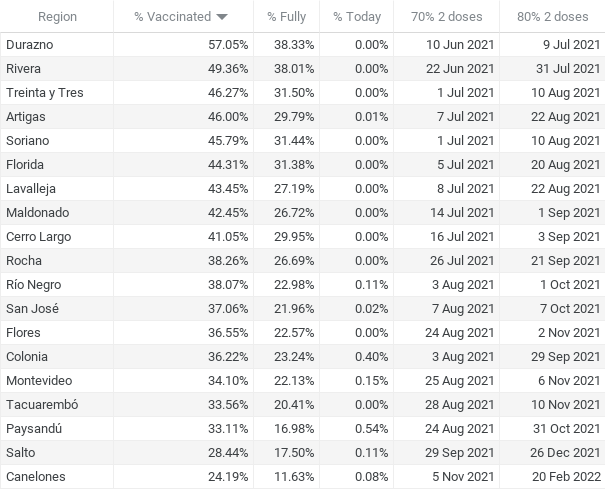 Region % Vaccinated % Fully % Today 70% 2 doses 80% 2 doses
Durazno 57.05% 38.33% 0.00% 10 Jun 2021 9 Jul 2021
Rivera 49.36% 38.01% 0.00% 22 Jun 2021 31 Jul 2021
Treinta y Tres 46.27% 31.50% 0.00% 1 Jul 2021 10 Aug 2021
Artigas 46.00% 29.79% 0.01% 7 Jul 2021 22 Aug 2021
Soriano 45.79% 31.44% 0.00% 1 Jul 2021 10 Aug 2021
Florida 44.31% 31.38% 0.00% 5 Jul 2021 20 Aug 2021
Lavalleja 43.45% 27.19% 0.00% 8 Jul 2021 22 Aug 2021
Maldonado 42.45% 26.72% 0.00% 14 Jul 2021 1 Sep 2021
Cerro Largo 41.05% 29.95% 0.00% 16 Jul 2021 3 Sep 2021
Rocha 38.26% 26.69% 0.00% 26 Jul 2021 21 Sep 2021
Río Negro 38.07% 22.98% 0.11% 3 Aug 2021 1 Oct 2021
San José 37.06% 21.96% 0.02% 7 Aug 2021 7 Oct 2021
Flores 36.55% 22.57% 0.00% 24 Aug 2021 2 Nov 2021
Colonia 36.22% 23.24% 0.40% 3 Aug 2021 29 Sep 2021
Montevideo 34.10% 22.13% 0.15% 25 Aug 2021 6 Nov 2021
Tacuarembó 33.56% 20.41% 0.00% 28 Aug 2021 10 Nov 2021
Paysandú 33.11% 16.98% 0.54% 24 Aug 2021 31 Oct 2021
Salto 28.44% 17.50% 0.11% 29 Sep 2021 26 Dec 2021
Canelones 24.19% 11.63% 0.08% 5 Nov 2021 20 Feb 2022